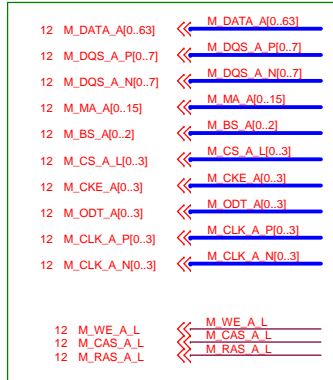 12 M_DATA_A[0..63] M_DATA_A[0..63]
12 M_DQS_A_P[0..7] M_DQS_A_P[0..7]
12 M_DQS_A_N[0..7] M_DQS_A_N[0..7]
12 M_MA_A[0..15] M_MA_A[0..15]
12 M_BS_A[0..2] M_BS_A[0..2]
12 M_CS_A_L[0..3] M_CS_A_L[0..3]
12 M_CKE_A[0..3] M_CKE_A[0..3]
12 M_ODT_A[0..3] M_ODT_A[0..3]
12 M_CLK_A_P[0..3] M_CLK_A_P[0..3]
12 M_CLK_A_N[0..3] M_CLK_A_N[0..3]
12 M_WE_A_L M_WE_A_L
12 M_CAS_A_L M_CAS_A_L
12 M_RAS_A_L M_RAS_A_L